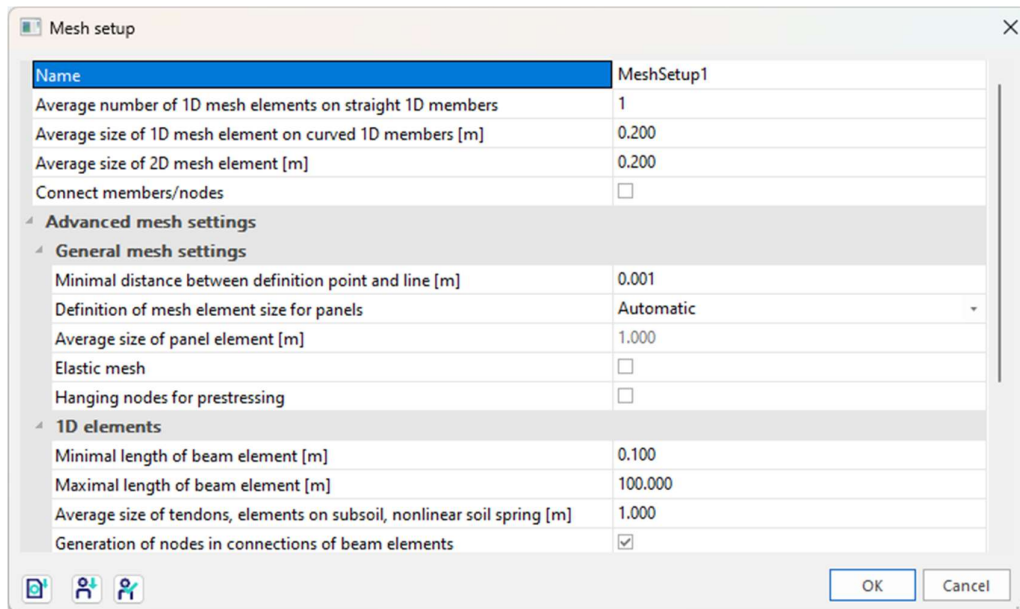 Mesh setup
Name MeshSetup1
Average number of 1D mesh elements on straight 1D members 1
Average size of 1D mesh element on curved 1D members [m] 0.200
Average size of 2D mesh element [m] 0.200
Connect members/nodes
Advanced mesh settings
General mesh settings
Minimal distance between definition point and line [m] 0.001
Definition of mesh element size for panels Automatic
Average size of panel element [m] 1.000
Elastic mesh
Hanging nodes for prestressing
1D elements
Minimal length of beam element [m] 0.100
Maximal length of beam element [m] 100.000
Average size of tendons, elements on subsoil, nonlinear soil spring [m] 1.000
Generation of nodes in connections of beam elements
OK Cancel